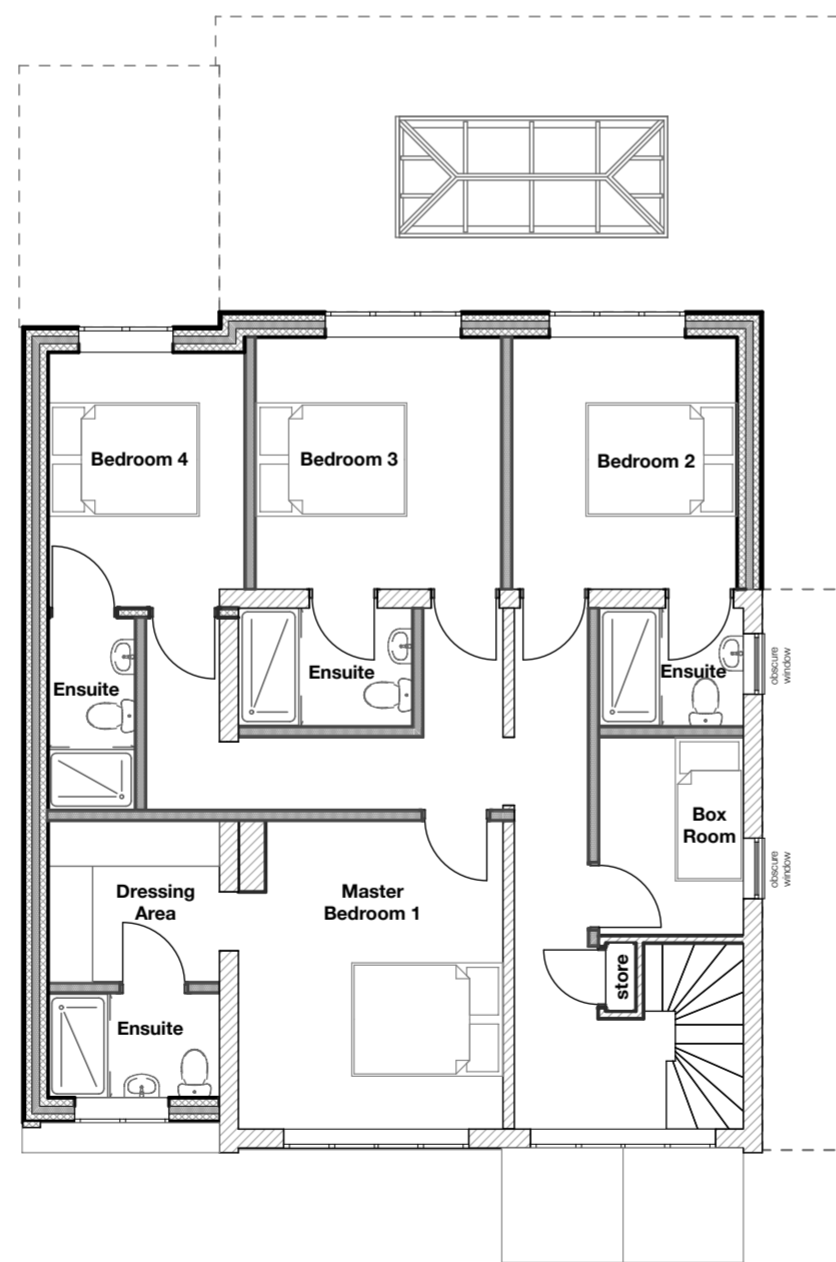 Bedroom 4
Bedroom 3
Bedroom 2
Ensuite
Ensuite
Ensuite
obscure
window
Box
Room
obscure
window
Dressing
Area
Master
Bedroom 1
store
Ensuite